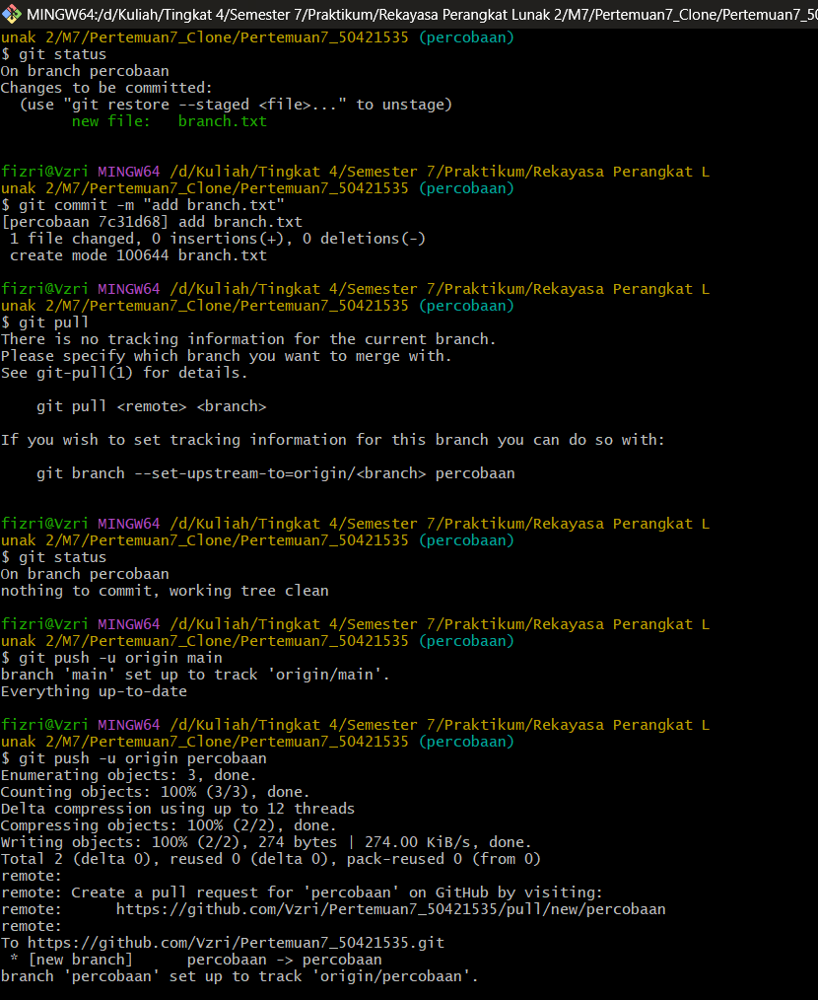 MINGW64:/d/Kuliah/Tingkat 4/Semester 7/Praktikum/Rekayasa Perangkat Lunak 2/M7/Pertemuan7_Clone/Pertemuan7_50
unak 2/M7/Pertemuan7_Clone/Pertemuan7_50421535 (percobaan)
$ git status
On branch percobaan
Changes to be committed:
  (use "git restore --staged <file>..." to unstage)
        new file:   branch.txt

fizri@Vzri MINGW64 /d/Kuliah/Tingkat 4/Semester 7/Praktikum/Rekayasa Perangkat L
unak 2/M7/Pertemuan7_Clone/Pertemuan7_50421535 (percobaan)
$ git commit -m "add branch.txt"
[percobaan 7c31d68] add branch.txt
 1 file changed, 0 insertions(+), 0 deletions(-)
 create mode 100644 branch.txt

fizri@Vzri MINGW64 /d/Kuliah/Tingkat 4/Semester 7/Praktikum/Rekayasa Perangkat L
unak 2/M7/Pertemuan7_Clone/Pertemuan7_50421535 (percobaan)
$ git pull
There is no tracking information for the current branch.
Please specify which branch you want to merge with.
See git-pull(1) for details.

    git pull <remote> <branch>

If you wish to set tracking information for this branch you can do so with:

    git branch --set-upstream-to=origin/<branch> percobaan

fizri@Vzri MINGW64 /d/Kuliah/Tingkat 4/Semester 7/Praktikum/Rekayasa Perangkat L
unak 2/M7/Pertemuan7_Clone/Pertemuan7_50421535 (percobaan)
$ git status
On branch percobaan
nothing to commit, working tree clean

fizri@Vzri MINGW64 /d/Kuliah/Tingkat 4/Semester 7/Praktikum/Rekayasa Perangkat L
unak 2/M7/Pertemuan7_Clone/Pertemuan7_50421535 (percobaan)
$ git push -u origin main
branch 'main' set up to track 'origin/main'.
Everything up-to-date

fizri@Vzri MINGW64 /d/Kuliah/Tingkat 4/Semester 7/Praktikum/Rekayasa Perangkat L
unak 2/M7/Pertemuan7_Clone/Pertemuan7_50421535 (percobaan)
$ git push -u origin percobaan
Enumerating objects: 3, done.
Counting objects: 100% (3/3), done.
Delta compression using up to 12 threads
Compressing objects: 100% (2/2), done.
Writing objects: 100% (2/2), 274 bytes | 274.00 KiB/s, done.
Total 2 (delta 0), reused 0 (delta 0), pack-reused 0 (from 0)
remote:
remote: Create a pull request for 'percobaan' on GitHub by visiting:
remote:      https://github.com/Vzri/Pertemuan7_50421535/pull/new/percobaan
remote:
To https://github.com/Vzri/Pertemuan7_50421535.git
 * [new branch]      percobaan -> percobaan
branch 'percobaan' set up to track 'origin/percobaan'.